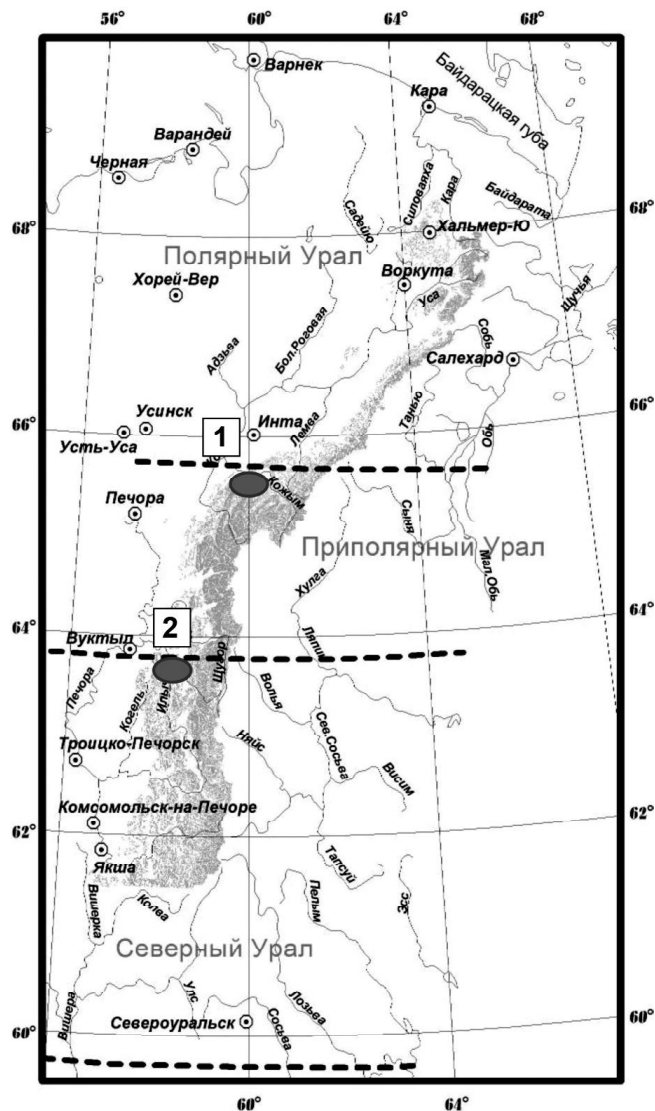 56°
60°
64°
68°
Варнек
Байдарацкая губа
Кара
Варандей
Черная
Силоваяха
Кара
Байдарата
68°
68°
Садейю
Хальмер-Ю
Полярный Урал
Воркута
Хорей-Вер
Уса
Щучья
Адзьва
Бол.Роговая
Собь
Салехард
66°
66°
Усинск
1
Инта
Лемва
Танью
Обь
Усть-Уса
Кожым
Печора
Сыня
Приполярный Урал
Хулга
Мал.Обь
64°
64°
2
Вуктыл
Щугор
Ляпин
Печора
Когель
Илыч
Волья
Троицко-Печорск
Няйс
Сев.Сосьва
Висим
Комсомольск-на-Печоре
62°
62°
Якша
Тапсуй
Вишерка
Колва
Пелым
Эсс
Северный Урал
Улс
60°
60°
Вишера
Североуральск
Сосьва
Лозьва
60°
64°